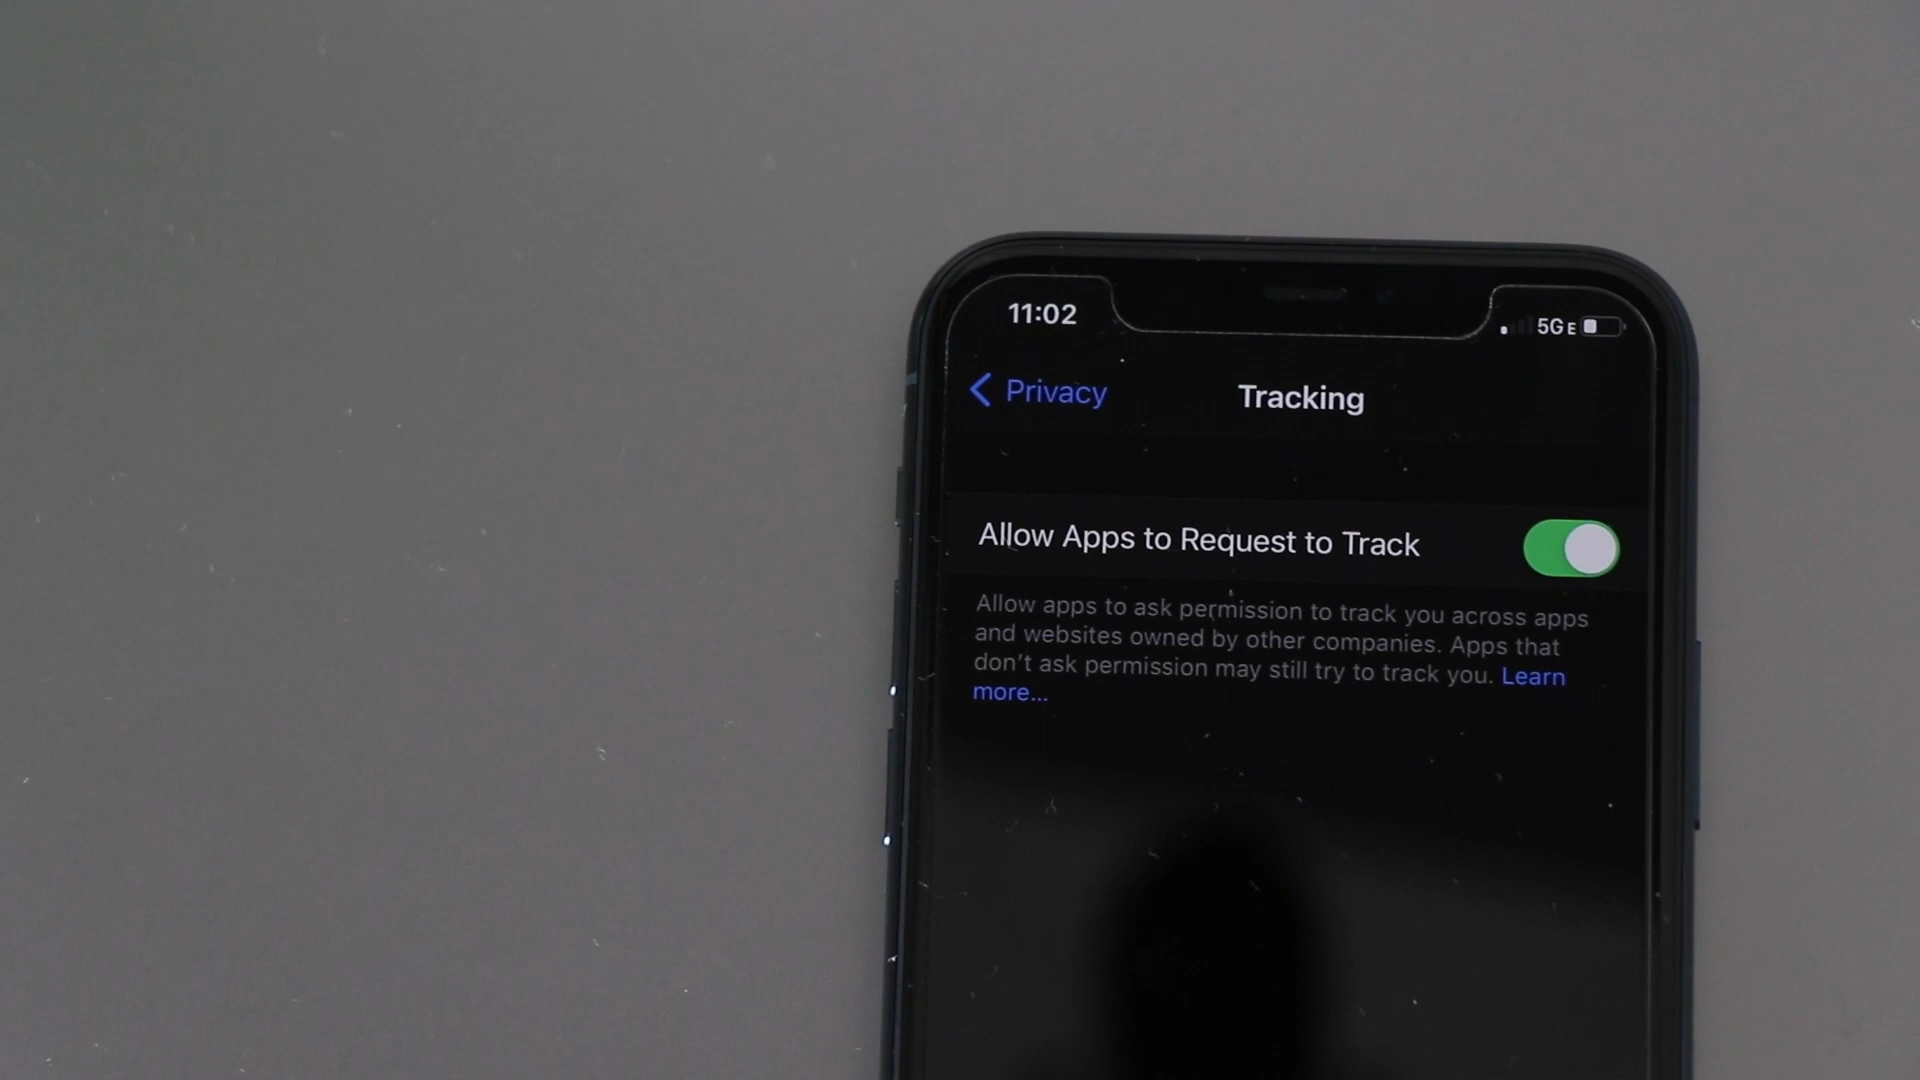 11:02
5GE
Privacy
Tracking
Allow Apps to Request to Track
Allow apps to ask permission to track you across apps
and websites owned by other companies. Apps that
don't ask permission may still try to track you. Learn
more...